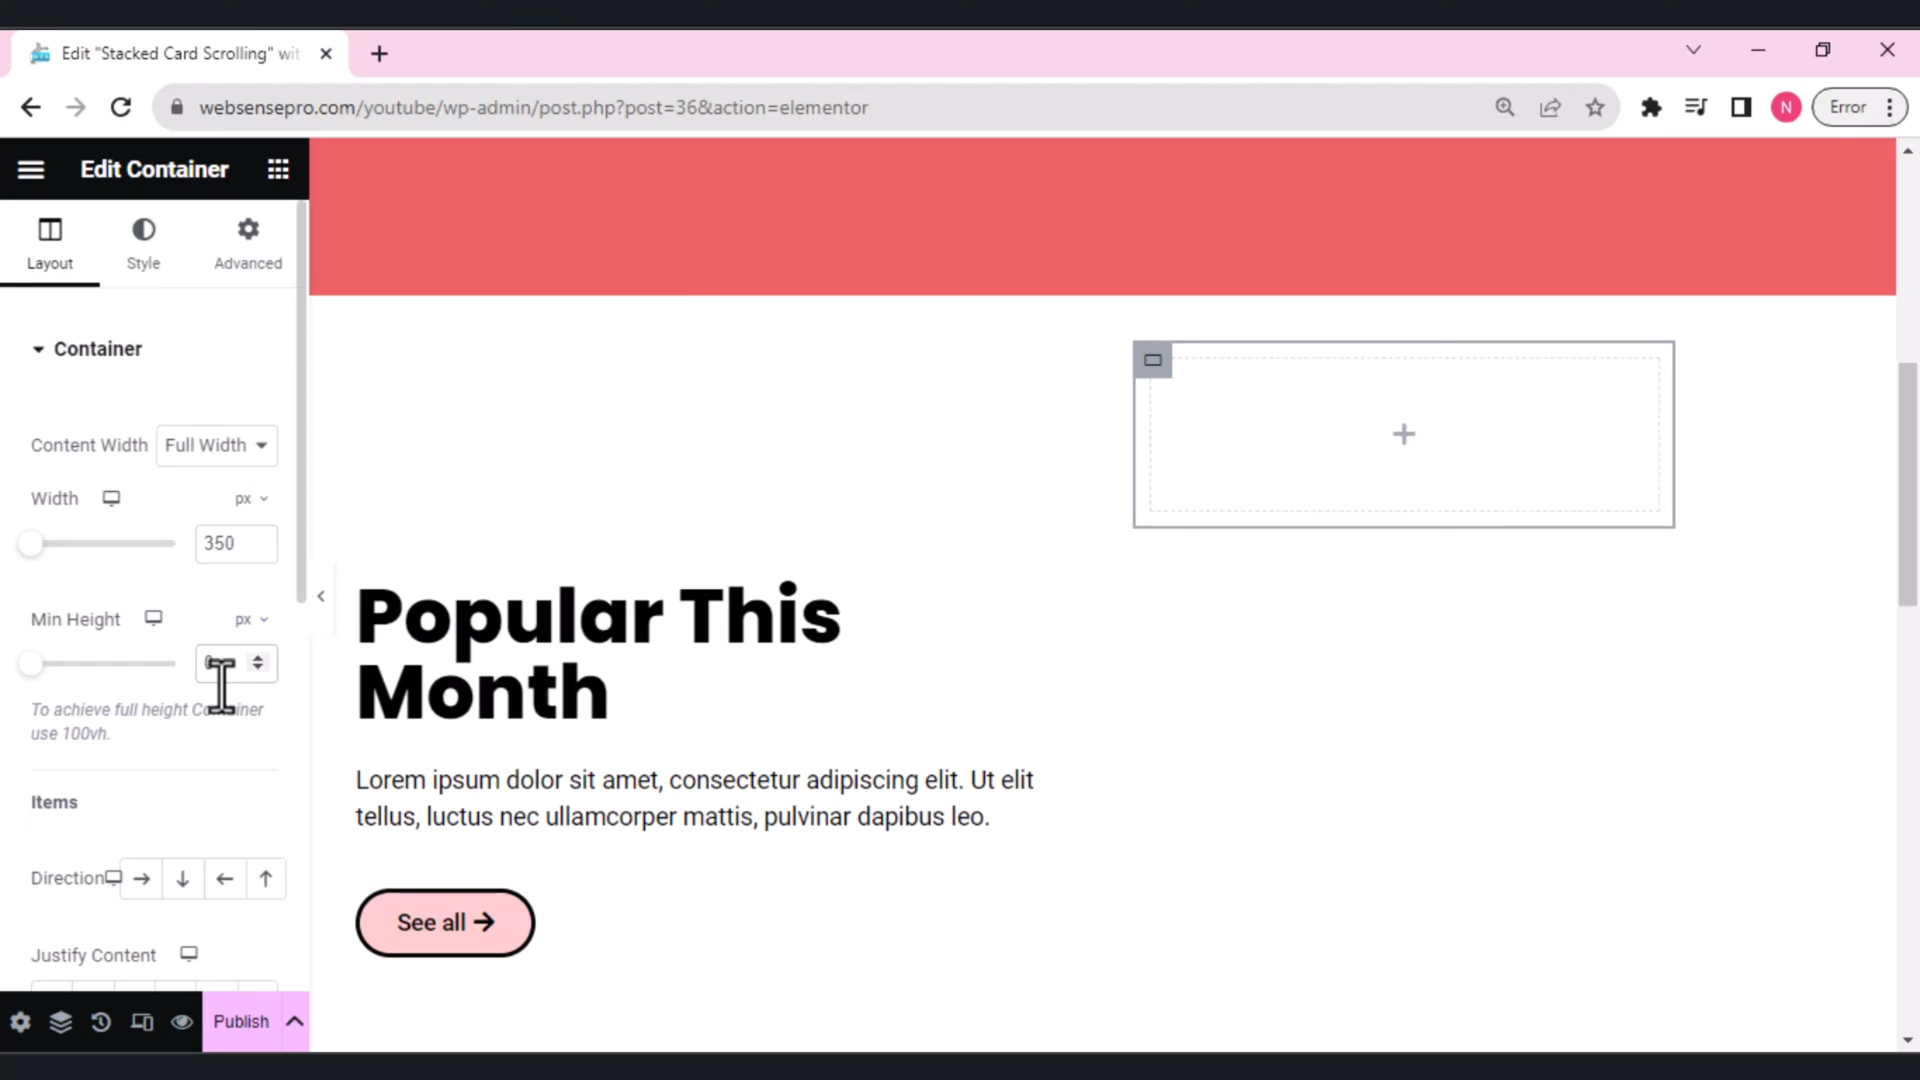 Edit "Stacked Card Scrolling" wit
websensepro.com/youtube/wp-admin/post.php?post=36&action=elementor
N
Error
Edit Container
Layout
Style
Advanced
Container
Content Width
Full Width
Width
px
350
Min Height
px
To achieve full height Container
use 100vh.
Items
Direction
Justify Content
Publish
Popular This
Month
Lorem ipsum dolor sit amet, consectetur adipiscing elit. Ut elit
tellus, luctus nec ullamcorper mattis, pulvinar dapibus leo.
See all